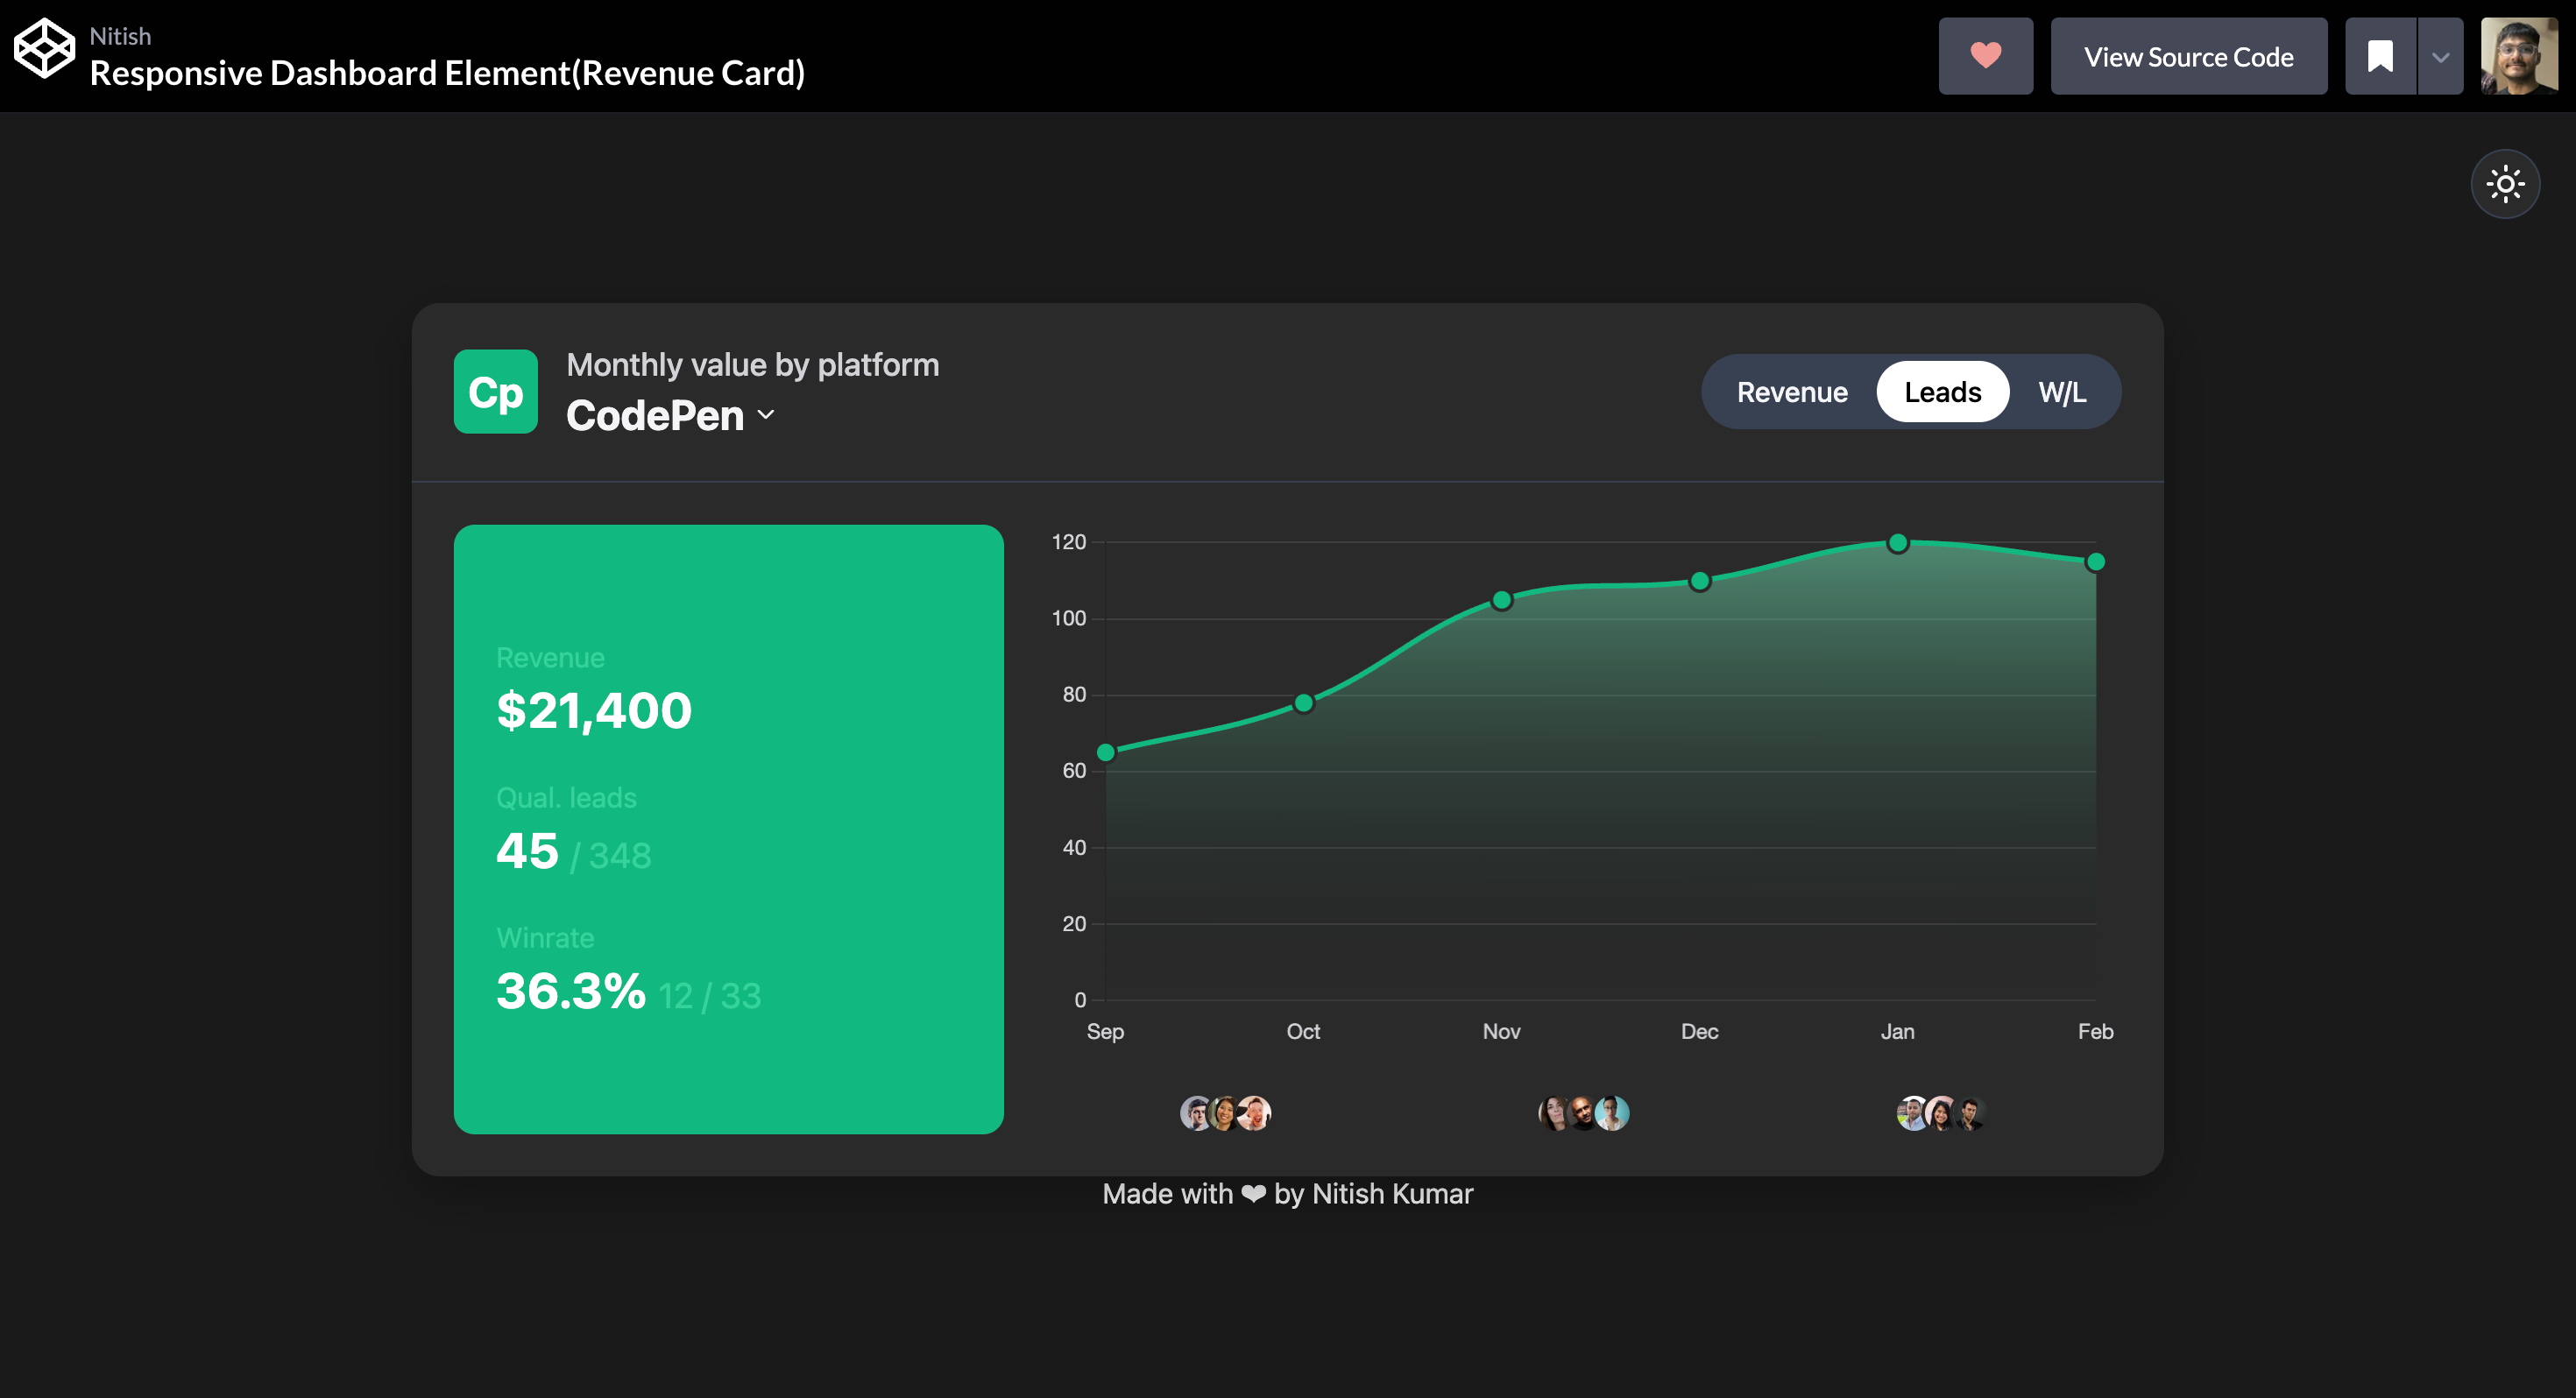 Nitish
Responsive Dashboard Element(Revenue Card)
View Source Code
Cp
Monthly value by platform
CodePen
Revenue
Leads
W/L
Revenue
$21,400
Qual. leads
45 / 348
Winrate
36.3% 12 / 33
120
100
80
60
40
20
0
Sep Oct Nov Dec Jan Feb
Made with ❤ by Nitish Kumar